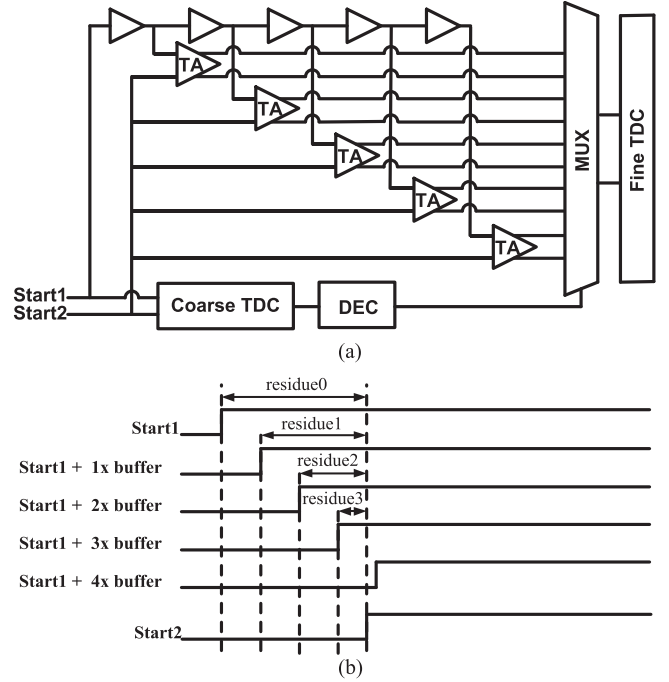 TA
TA
TA
TA
TA
MUX
Fine TDC
Start1
Start2
Coarse TDC
DEC
(a)
residue0
Start1
residue1
Start1 + 1x buffer
residue2
Start1 + 2x buffer
residue3
Start1 + 3x buffer
Start1 + 4x buffer
Start2
(b)